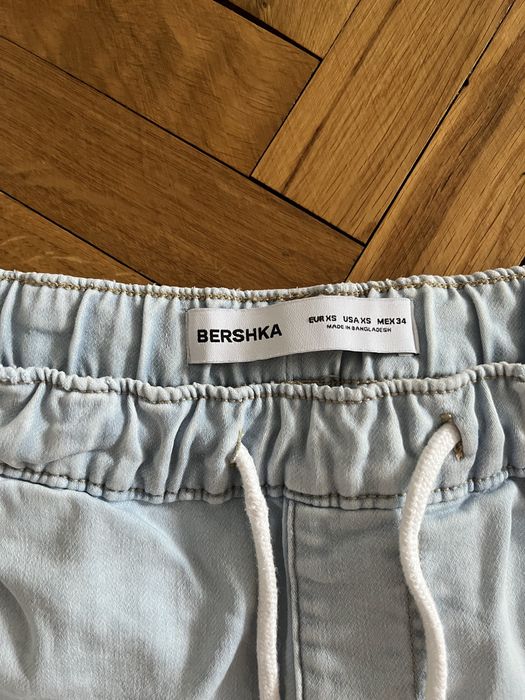 BERSHKA
EUR XS USA XS MEX 34
MADE IN BANGLADESH